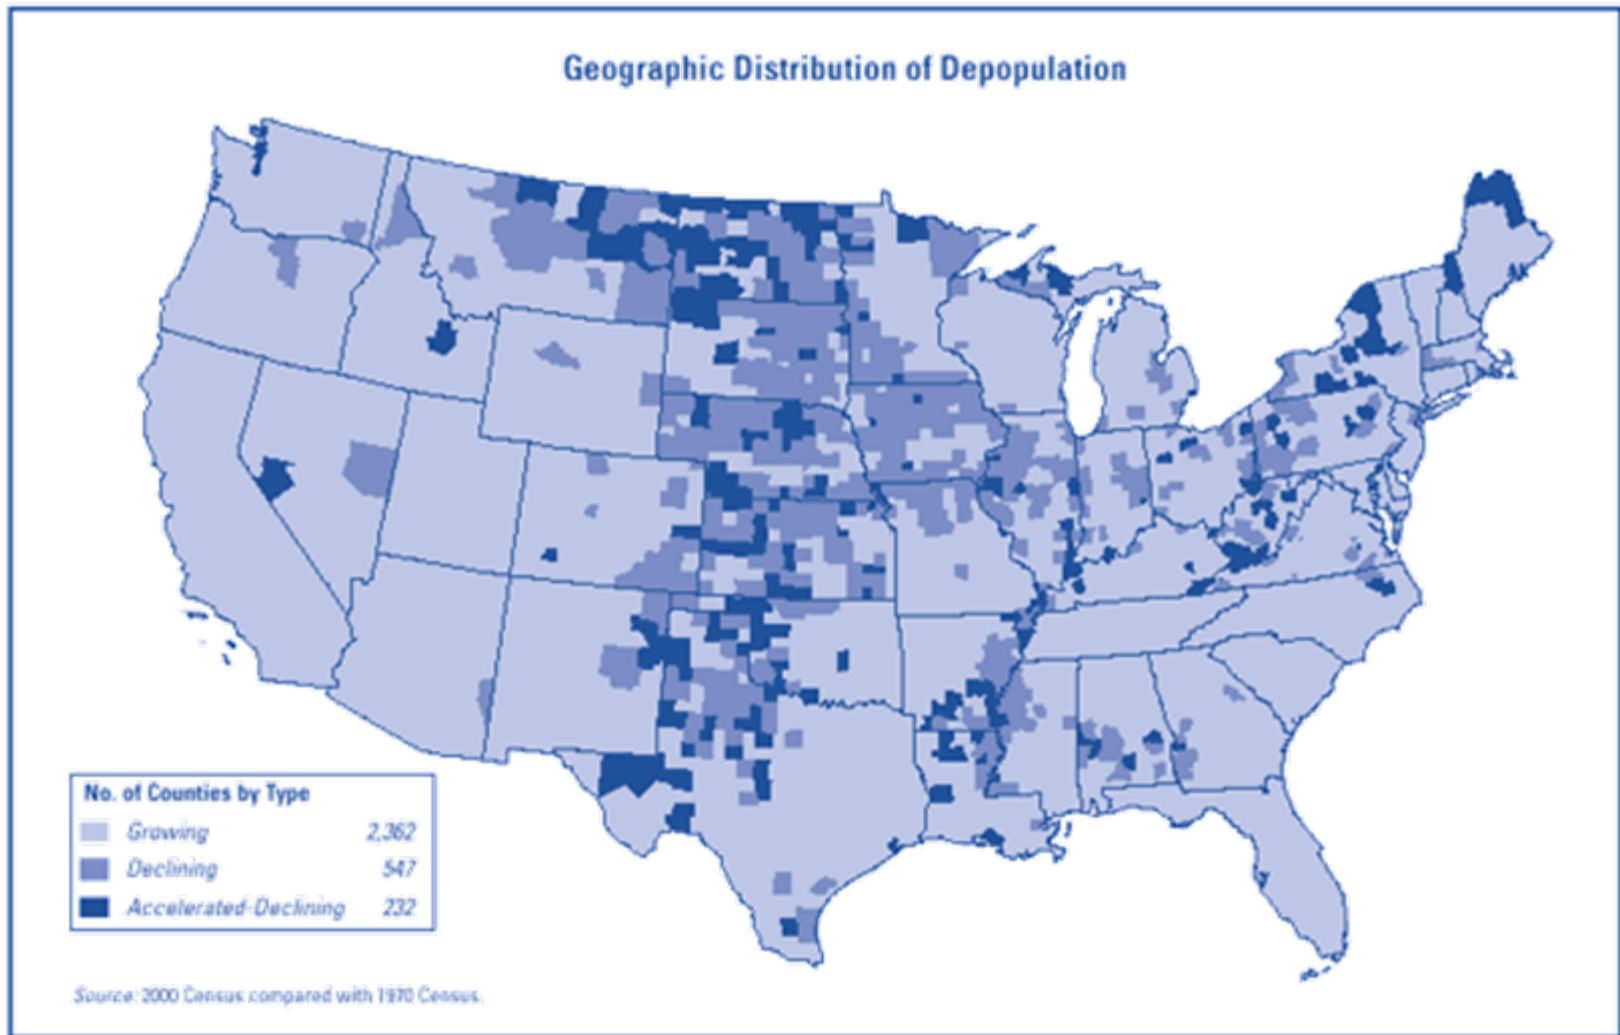 Geographic Distribution of Depopulation
No. of Counties by Type
Growing 2,362
Declining 547
Accelerated-Declining 232
Source: 2000 Census compared with 1970 Census.